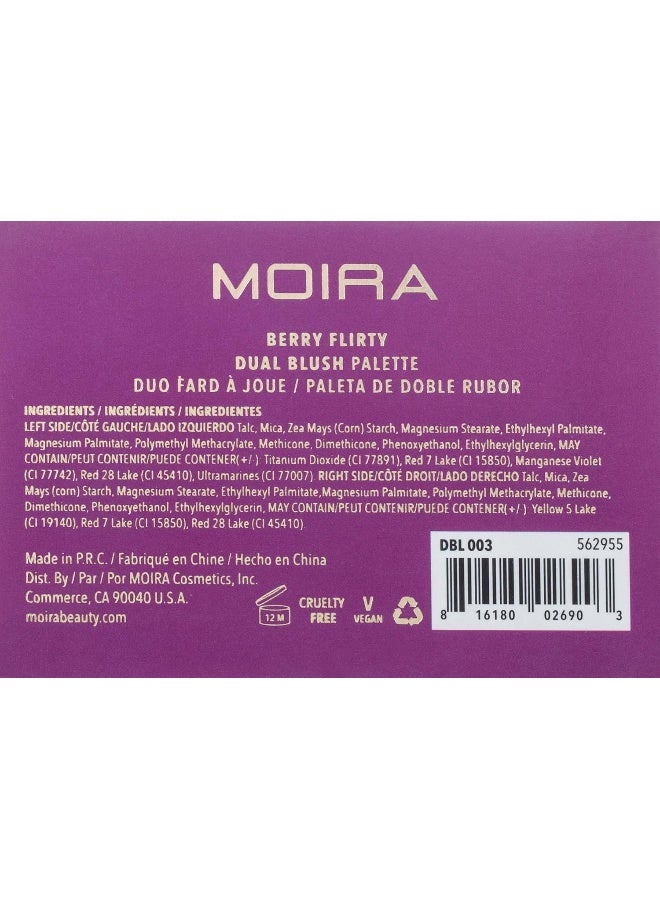 MOIRA
BERRY FLIRTY
DUAL BLUSH PALETTE
DUO FARD À JOUE / PALETA DE DOBLE RUBOR
INGREDIENTS / INGRÉDIENTS / INGREDIENTES
LEFT SIDE/CÔTÉ GAUCHE/LADO IZQUIERDO Talc, Mica, Zea Mays (Corn) Starch, Magnesium Stearate, Ethylhexyl Palmitate,
Magnesium Palmitate, Polymethyl Methacrylate, Methicone, Dimethicone, Phenoxyethanol, Ethylhexylglycerin, MAY
CONTAIN/PEUT CONTENIR/PUEDE CONTENER(+/-): Titanium Dioxide (CI 77891), Red 7 Lake (CI 15850), Manganese Violet
(CI 77742), Red 28 Lake (CI 45410), Ultramarines (CI 77007) RIGHT SIDE/CÔTÉ DROIT/LADO DERECHO Talc, Mica, Zea
Mays (corn) Starch, Magnesium Stearate, Ethylhexyl Palmitate,Magnesium Palmitate, Polymethyl Methacrylate, Methicone,
Dimethicone, Phenoxyethanol, Ethylhexylglycerin, MAY CONTAIN/PEUT CONTENIR/PUEDE CONTENER(+/-): Yellow 5 Lake
(CI 19140), Red 7 Lake (CI 15850), Red 28 Lake (CI 45410).
Made in P.R.C. / Fabriqué en Chine / Hecho en China
Dist. By / Par / Por MOIRA Cosmetics, Inc.
Commerce, CA 90040 U.S.A.
moirabeauty.com
12 M
CRUELTY
FREE
V
VEGAN
DBL 003 562955
8 16180 02690 3